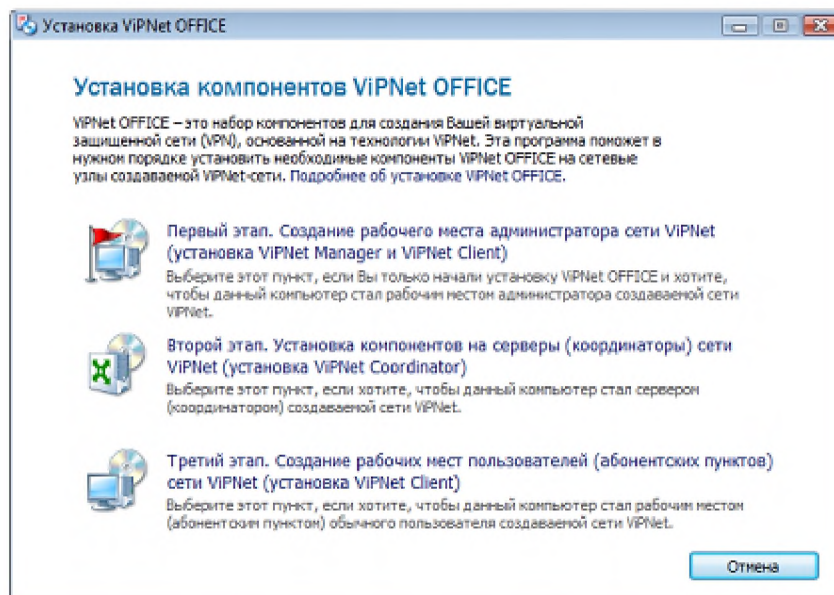 Установка ViPNet OFFICE
Установка компонентов ViPNet OFFICE
ViPNet OFFICE – это набор компонентов для создания Вашей виртуальной
защищенной сети (VPN), основанной на технологии ViPNet. Эта программа поможет в
нужном порядке установить необходимые компоненты ViPNet OFFICE на сетевые
узлы создаваемой ViPNet-сети. Подробнее об установке ViPNet OFFICE.
Первый этап. Создание рабочего места администратора сети ViPNet
(установка ViPNet Manager и ViPNet Client)
Выберите этот пункт, если Вы только начали установку ViPNet OFFICE и хотите,
чтобы данный компьютер стал рабочим местом администратора создаваемой сети
ViPNet.
Второй этап. Установка компонентов на серверы (координаторы) сети
ViPNet (установка ViPNet Coordinator)
Выберите этот пункт, если хотите, чтобы данный компьютер стал сервером
(координатором) создаваемой сети ViPNet.
Третий этап. Создание рабочих мест пользователей (абонентских пунктов)
сети ViPNet (установка ViPNet Client)
Выберите этот пункт, если хотите, чтобы данный компьютер стал рабочим местом
(абонентским пунктом) обычного пользователя создаваемой сети ViPNet.
Отмена